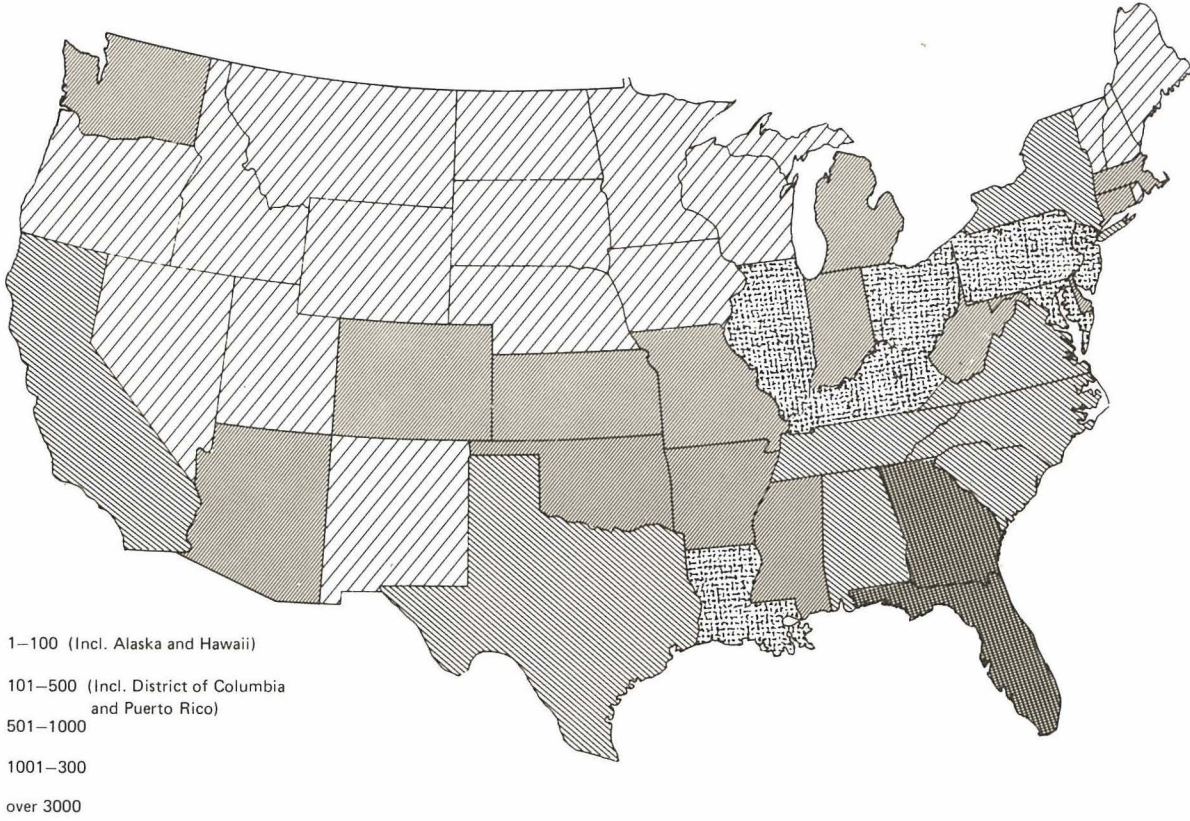 1–100 (Incl. Alaska and Hawaii)
101–500 (Incl. District of Columbia
and Puerto Rico)
501–1000
1001–300
over 3000